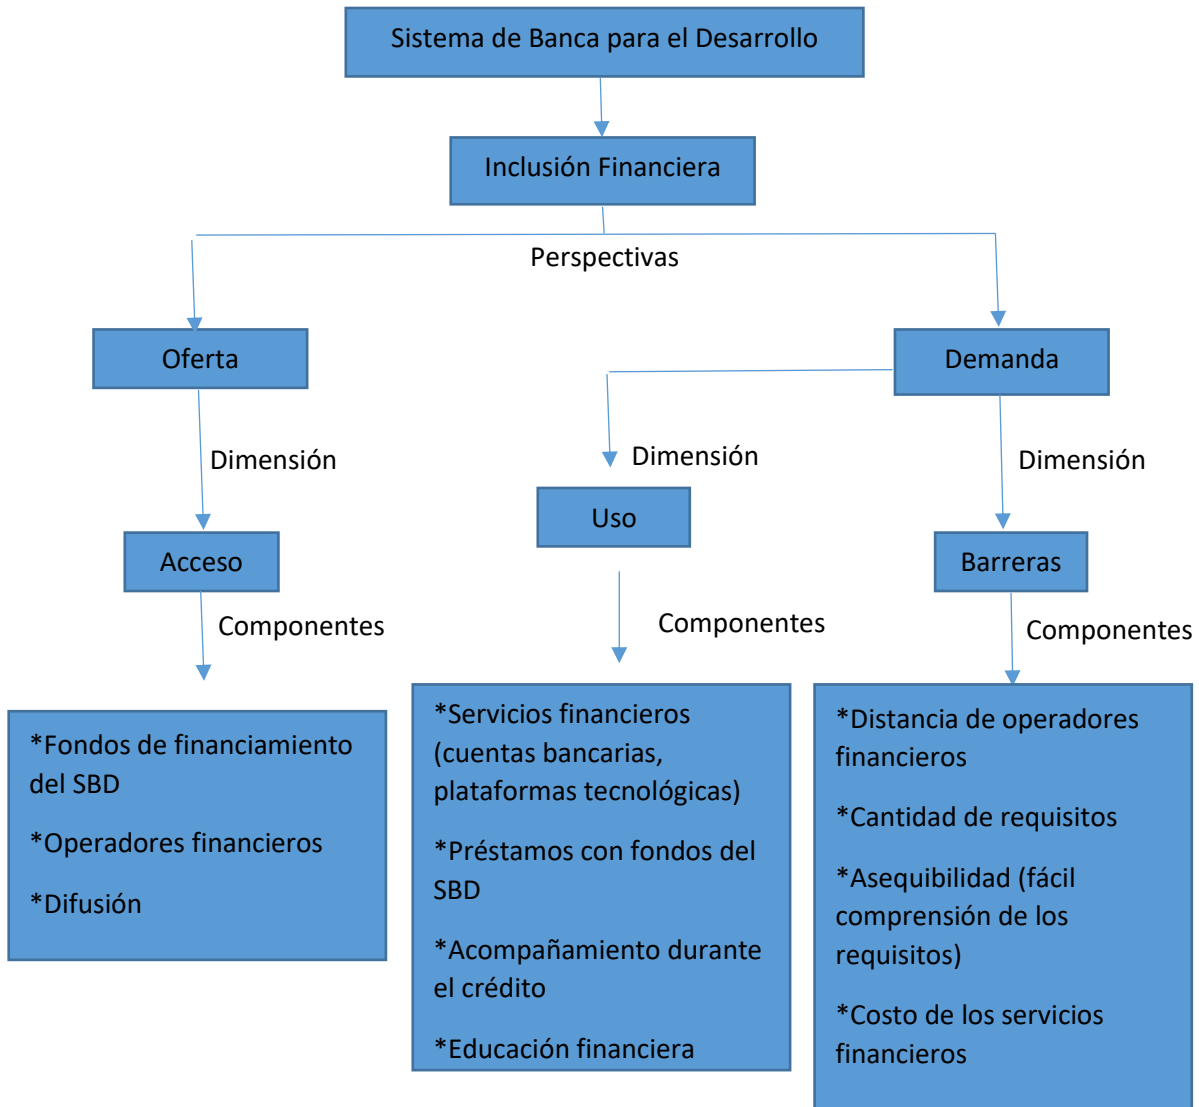 Sistema de Banca para el Desarrollo
Inclusión Financiera
Perspectivas
Oferta
Demanda
Dimensión
Dimensión
Dimensión
Uso
Acceso
Barreras
Componentes
Componentes
Componentes
*Fondos de financiamiento
del SBD
*Operadores financieros
*Difusión
*Servicios financieros
(cuentas bancarias,
plataformas tecnológicas)
*Préstamos con fondos del
SBD
*Acompañamiento durante
el crédito
*Educación financiera
*Distancia de operadores
financieros
*Cantidad de requisitos
*Asequibilidad (fácil
comprensión de los
requisitos)
*Costo de los servicios
financieros